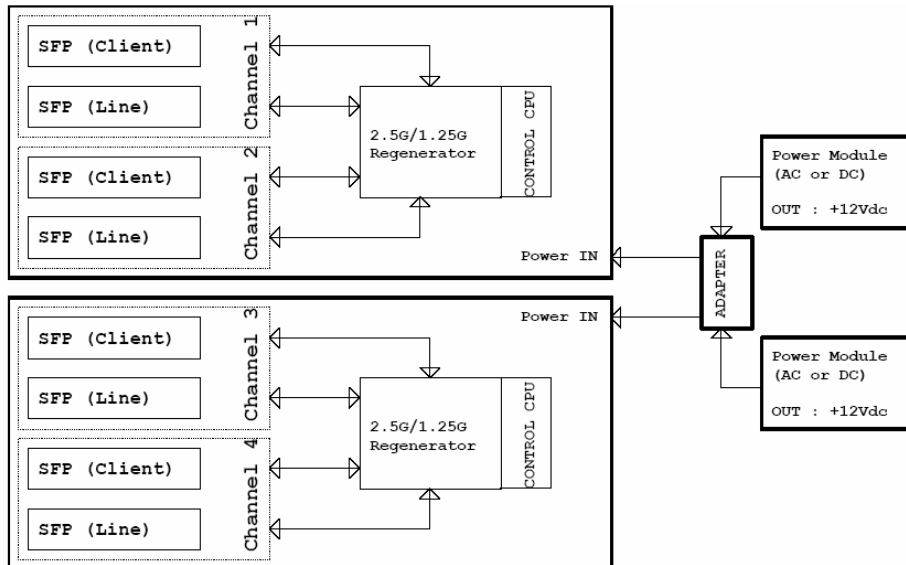 SFP (Client)
SFP (Line)
Channel 1
SFP (Client)
SFP (Line)
Channel 2
2.5G/1.25G
Regenerator
CONTROL CPU
Power IN
SFP (Client)
SFP (Line)
Channel 3
SFP (Client)
SFP (Line)
Channel 4
2.5G/1.25G
Regenerator
CONTROL CPU
Power IN
ADAPTER
Power Module
(AC or DC)
OUT : +12Vdc
Power Module
(AC or DC)
OUT : +12Vdc